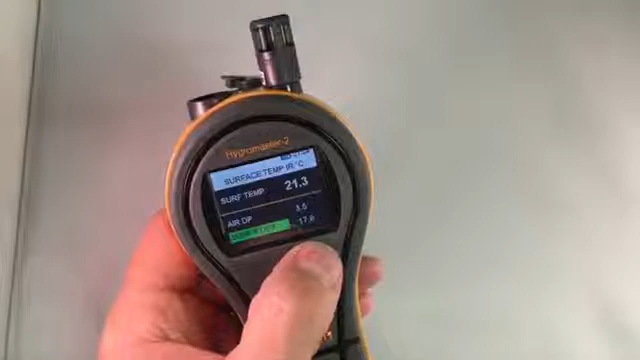 Hygromaster-2
SURFACE TEMP IR °C
SURF TEMP 21.3
AIR DP 3.5
17.8